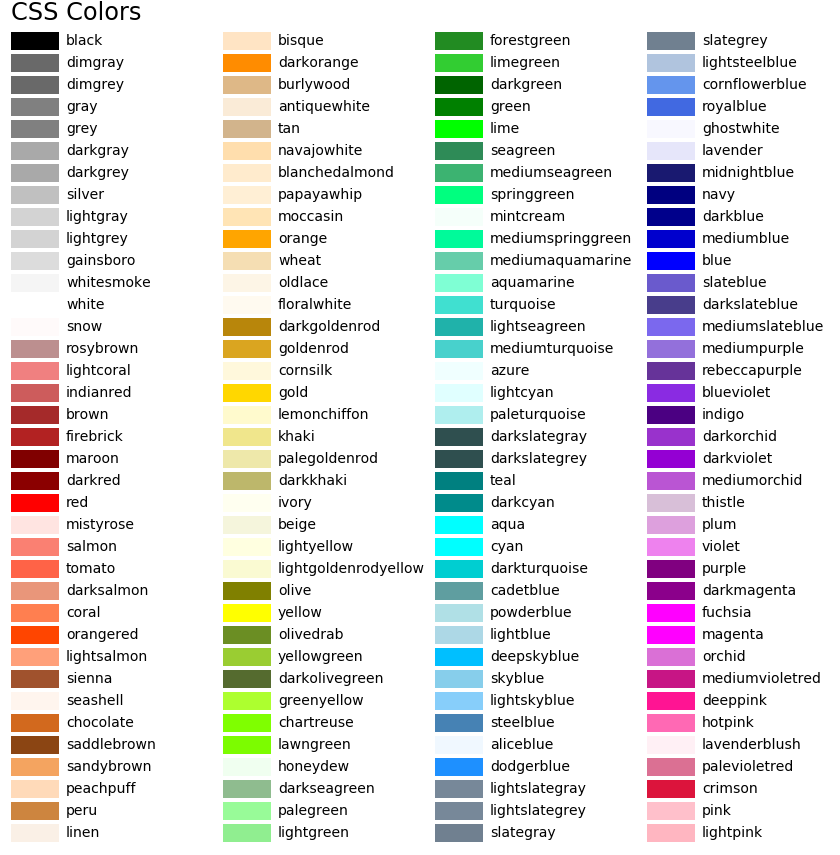 CSS Colors
black
dimgray
dimgrey
gray
grey
darkgray
darkgrey
silver
lightgray
lightgrey
gainsboro
whitesmoke
white
snow
rosybrown
lightcoral
indianred
brown
firebrick
maroon
darkred
red
mistyrose
salmon
tomato
darksalmon
coral
orangered
lightsalmon
sienna
seashell
chocolate
saddlebrown
sandybrown
peachpuff
peru
linen
bisque
darkorange
burlywood
antiquewhite
tan
navajowhite
blanchedalmond
papayawhip
moccasin
orange
wheat
oldlace
floralwhite
darkgoldenrod
goldenrod
cornsilk
gold
lemonchiffon
khaki
palegoldenrod
darkkhaki
ivory
beige
lightyellow
lightgoldenrodyellow
olive
yellow
olivedrab
yellowgreen
darkolivegreen
greenyellow
chartreuse
lawngreen
honeydew
darkseagreen
palegreen
lightgreen
forestgreen
limegreen
darkgreen
green
lime
seagreen
mediumseagreen
springgreen
mintcream
mediumspringgreen
mediumaquamarine
aquamarine
turquoise
lightseagreen
mediumturquoise
azure
lightcyan
paleturquoise
darkslategray
darkslategrey
teal
darkcyan
aqua
cyan
darkturquoise
cadetblue
powderblue
lightblue
deepskyblue
skyblue
lightskyblue
steelblue
aliceblue
dodgerblue
lightslategray
lightslategrey
slategray
slategrey
lightsteelblue
cornflowerblue
royalblue
ghostwhite
lavender
midnightblue
navy
darkblue
mediumblue
blue
slateblue
darkslateblue
mediumslateblue
mediumpurple
rebeccapurple
blueviolet
indigo
darkorchid
darkviolet
mediumorchid
thistle
plum
violet
purple
darkmagenta
fuchsia
magenta
orchid
mediumvioletred
deeppink
hotpink
lavenderblush
palevioletred
crimson
pink
lightpink